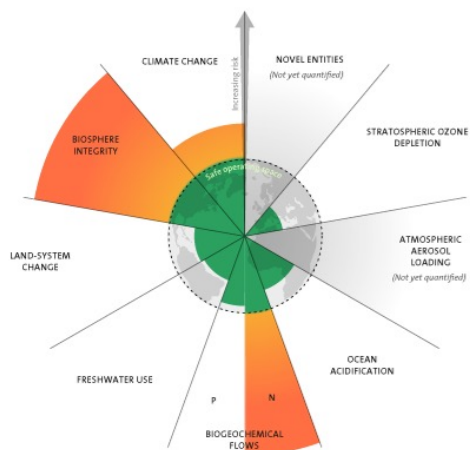 CLIMATE CHANGE
Increasing risk
NOVEL ENTITIES
(Not yet quantified)
STRATOSPHERIC OZONE
DEPLETION
BIOSPHERE
INTEGRITY
Safe operating space
ATMOSPHERIC
AEROSOL
LOADING
(Not yet quantified)
LAND-SYSTEM
CHANGE
OCEAN
ACIDIFICATION
FRESHWATER USE
P
N
BIOGEOCHEMICAL
FLOWS